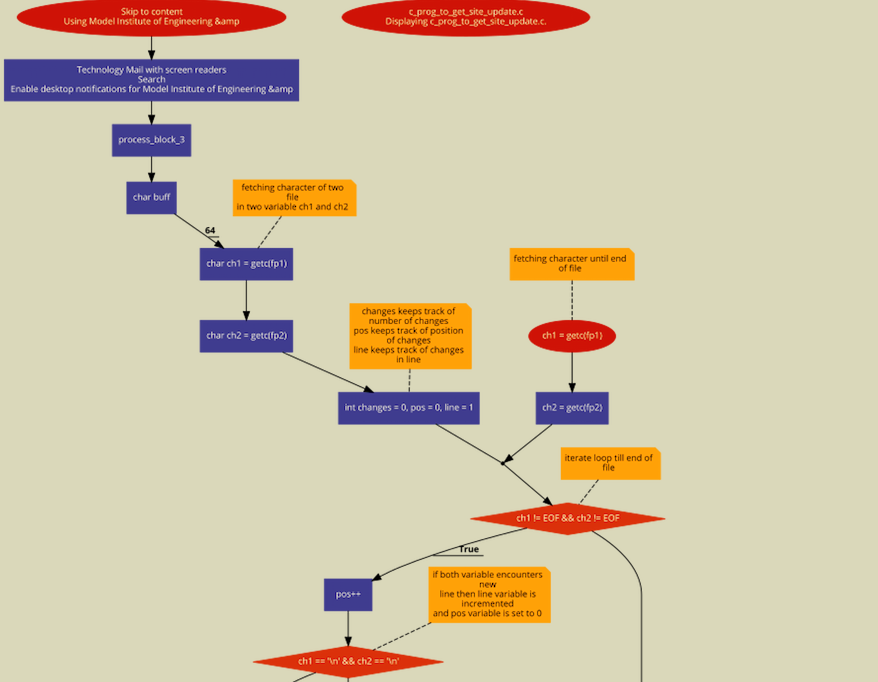 Skip to content
Using Model Institute of Engineering &amp
c_prog_to_get_site_update.c
Displaying c_prog_to_get_site_update.c.
Technology Mail with screen readers
Search
Enable desktop notifications for Model Institute of Engineering &amp
process_block_3
char buff
fetching character of two
file
in two variable ch1 and ch2
64
char ch1 = getc(fp1)
fetching character until end
of file
changes keeps track of
number of changes
pos keeps track of position
of changes
line keeps track of changes
in line
char ch2 = getc(fp2)
ch1 = getc(fp1)
int changes = 0, pos = 0, line = 1
ch2 = getc(fp2)
iterate loop till end of
file
ch1 != EOF && ch2 != EOF
True
pos++
if both variable encounters
new
line then line variable is
incremented
and pos variable is set to 0
ch1 == '\n' && ch2 == '\n'